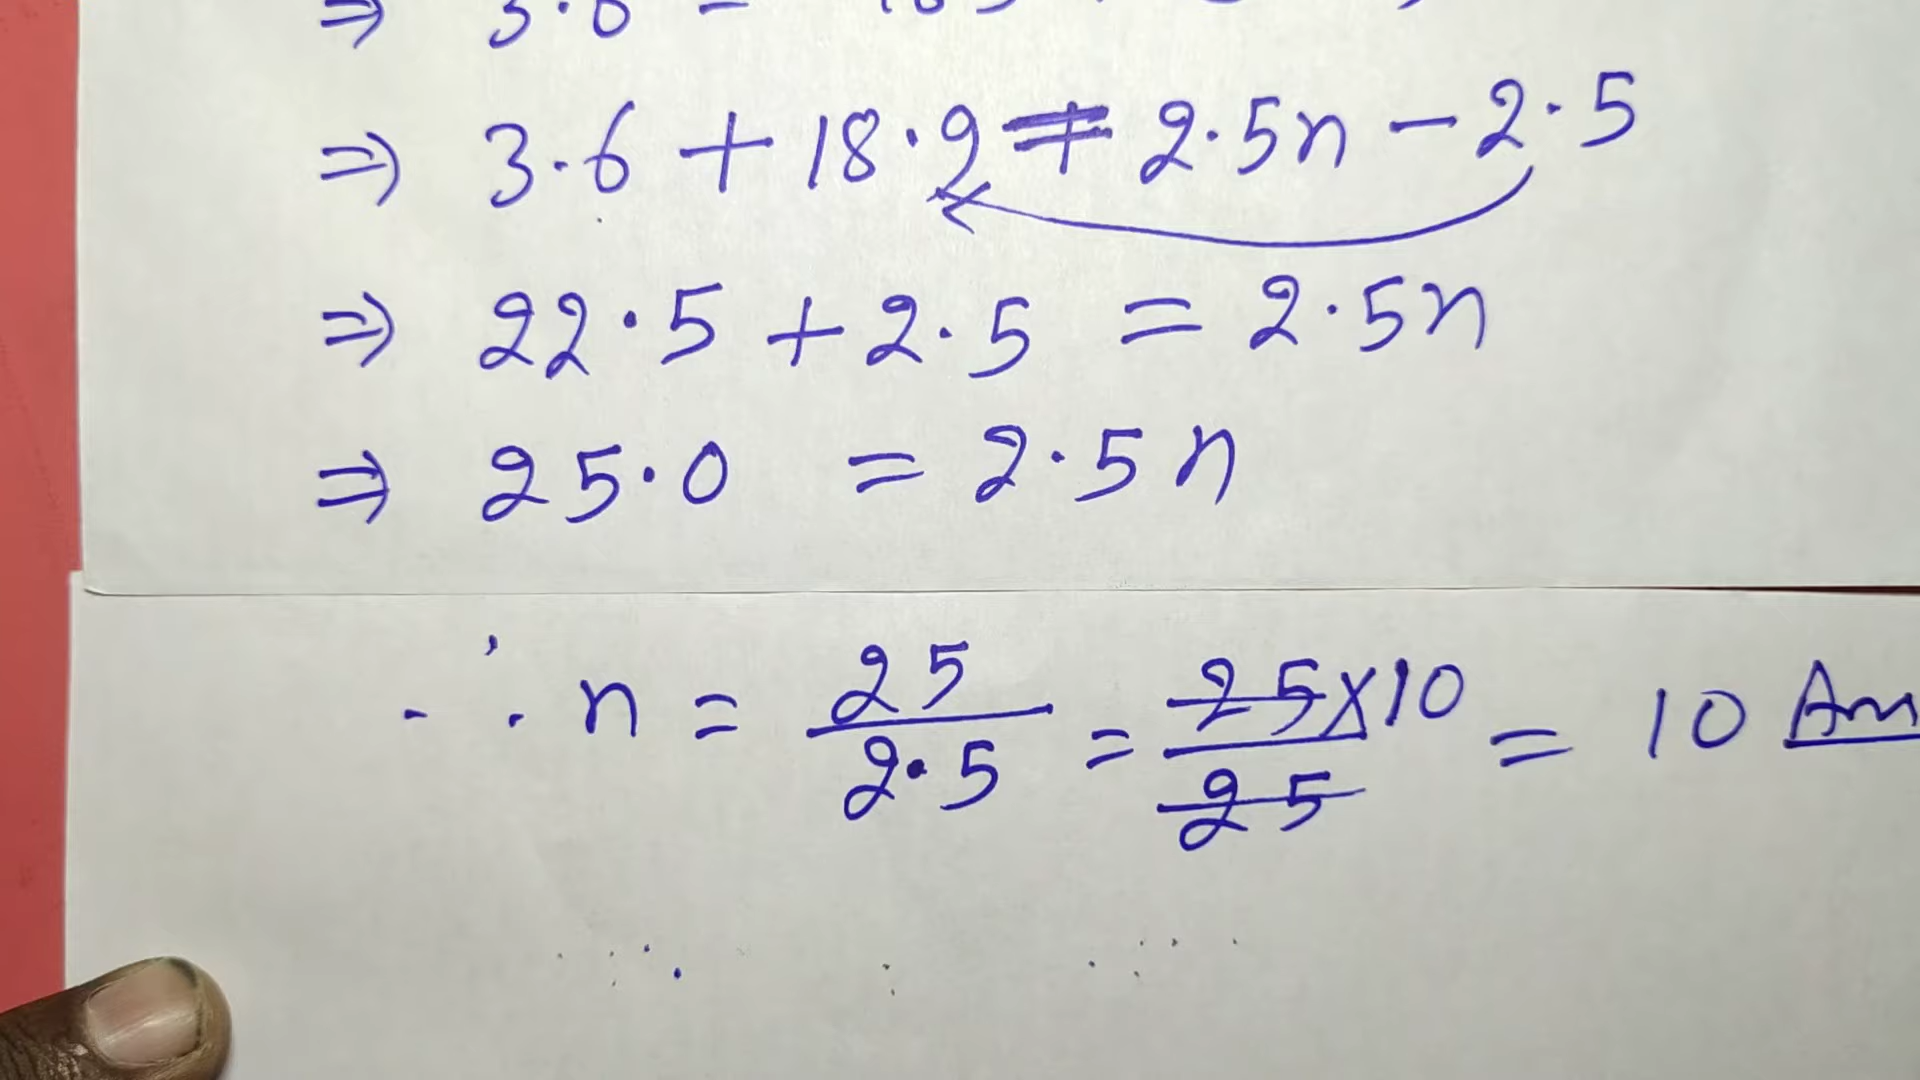 ⇒ 3.6 + 18.9 = 2.5n - 2.5
⇒ 22.5 + 2.5 = 2.5n
⇒ 25.0 = 2.5n
∴ n = 25/2.5 = 25×10/25 = 10 Ans